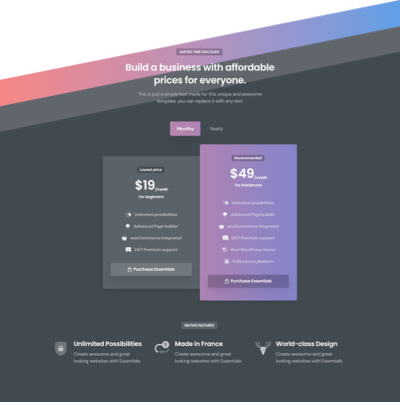 LIMITED TIME DISCOUNT
Build a business with affordable
prices for everyone.
This is just a simple text made for this unique and awesome
template, you can replace it with any text.
Monthly Yearly
Lowest price
$19/month
For beginners
Unlimited possibilities
Advanced Page builder
wooCommerce integrated
24/7 Premium support
Purchase Essentials
Recommended
$49/month
For freelancers
Unlimited possibilities
Advanced Page builder
wooCommerce integrated
24/7 Premium support
Best WordPress theme
Fully access platform
Purchase Essentials
NATIVE FEATURES
Unlimited Possibilities
Create awesome and great
looking websites with Essentials.
Made in France
Create awesome and great
looking websites with Essentials.
World-class Design
Create awesome and great
looking websites with Essentials.